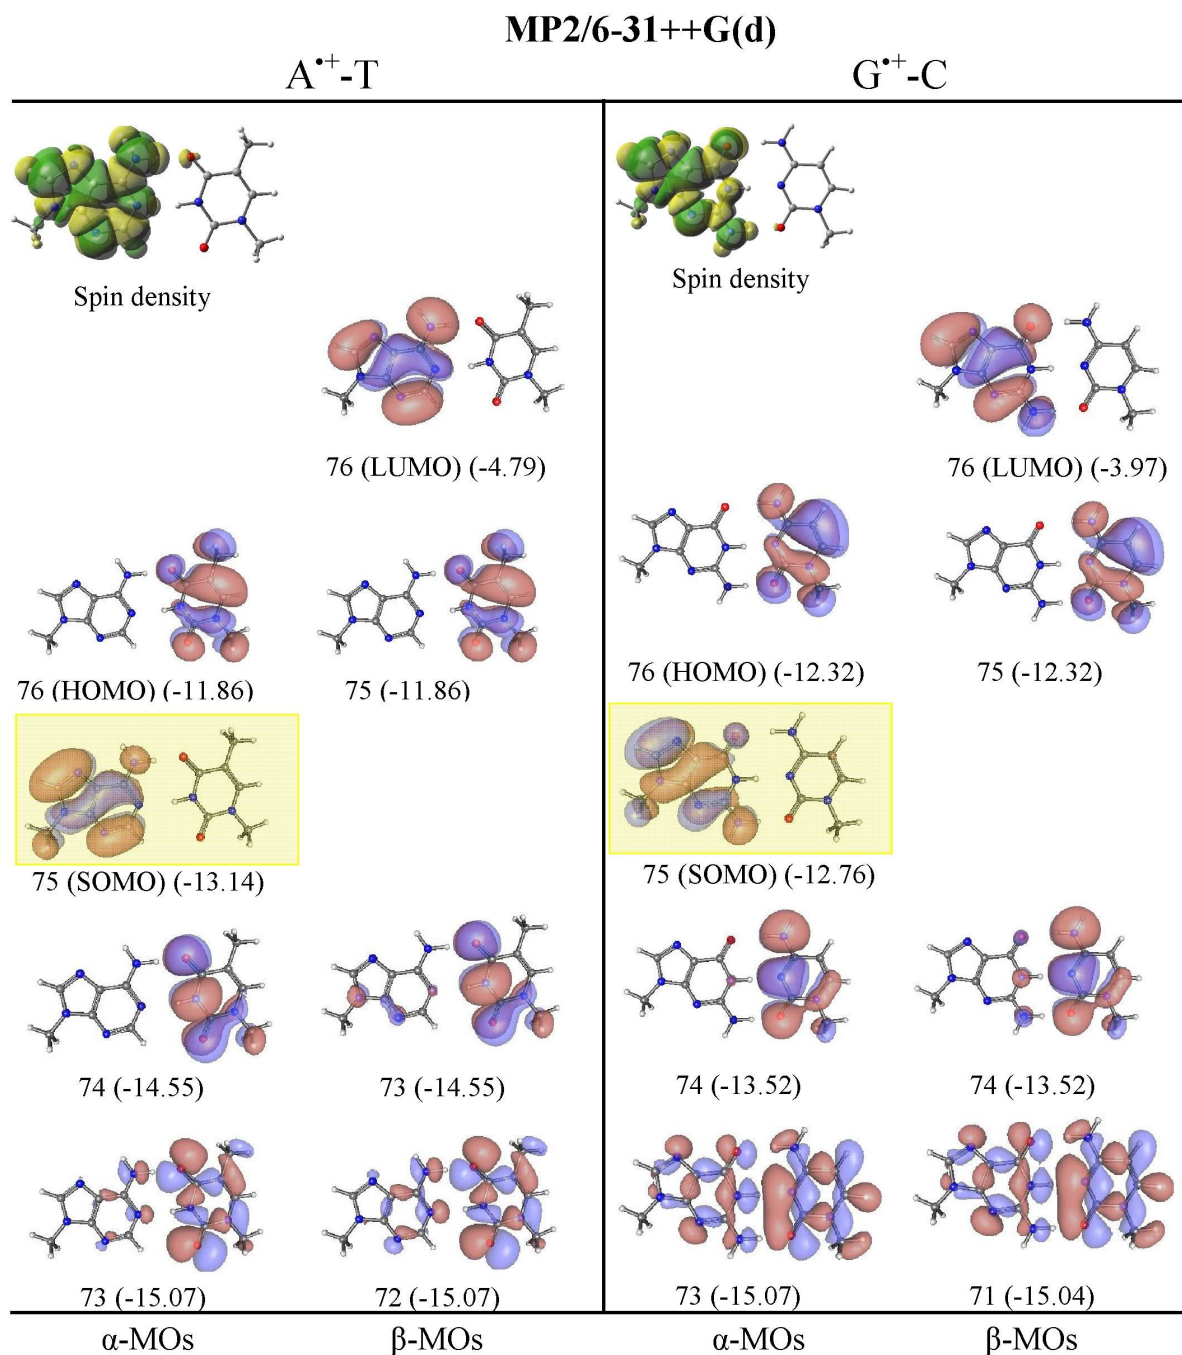 MP2/6-31++G(d)
A•+-T
G•+-C
Spin density
Spin density
76 (LUMO) (-4.79)
76 (LUMO) (-3.97)
76 (HOMO) (-11.86)
75 (-11.86)
76 (HOMO) (-12.32)
75 (-12.32)
75 (SOMO) (-13.14)
75 (SOMO) (-12.76)
74 (-14.55)
73 (-14.55)
74 (-13.52)
74 (-13.52)
73 (-15.07)
72 (-15.07)
73 (-15.07)
71 (-15.04)
α-MOs
β-MOs
α-MOs
β-MOs